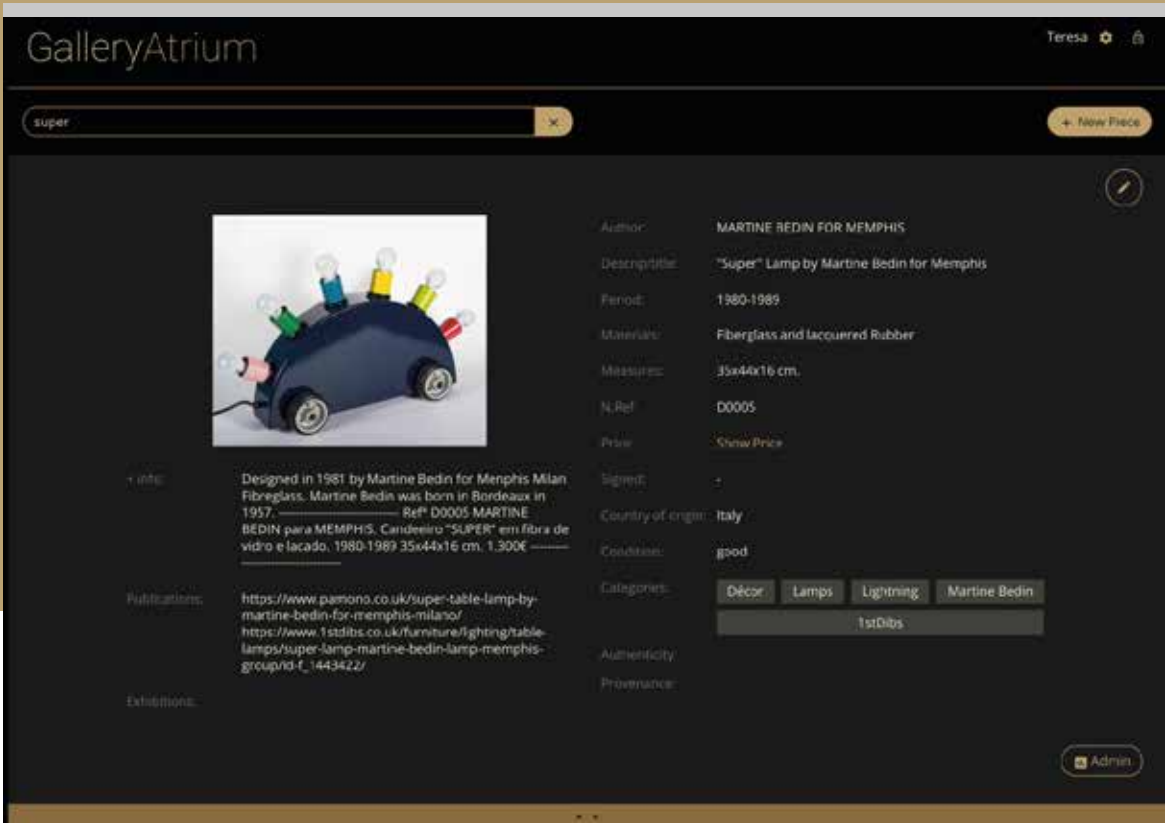 GalleryAtrium
Teresa
super
×
+ New Piece
Author: MARTINE BEDIN FOR MEMPHIS
Descrip/title: "Super" Lamp by Martine Bedin for Memphis
Period: 1980-1989
Materials: Fiberglass and lacquered Rubber
Measures: 35x44x16 cm.
N.Ref D0005
Price Show Price
Signed: -
Country of origin: Italy
Condition: good
Categories: Décor Lamps Lightning Martine Bedin
1stDibs
Authenticity
Provenance
+ info: Designed in 1981 by Martine Bedin for Menphis Milan
Fibreglass. Martine Bedin was born in Bordeaux in
1957. ------------------------------ Refª D0005 MARTINE
BEDIN para MEMPHIS. Candeeiro "SUPER" em fibra de
vidro e lacado. 1980-1989 35x44x16 cm. 1.300€ ----------
-------------------------
Publications: https://www.pamono.co.uk/super-table-lamp-by-
martine-bedin-for-memphis-milano/
https://www.1stdibs.co.uk/furniture/lighting/table-
lamps/super-lamp-martine-bedin-lamp-memphis-
group/id-f_1443422/
Exhibitions:
Admin